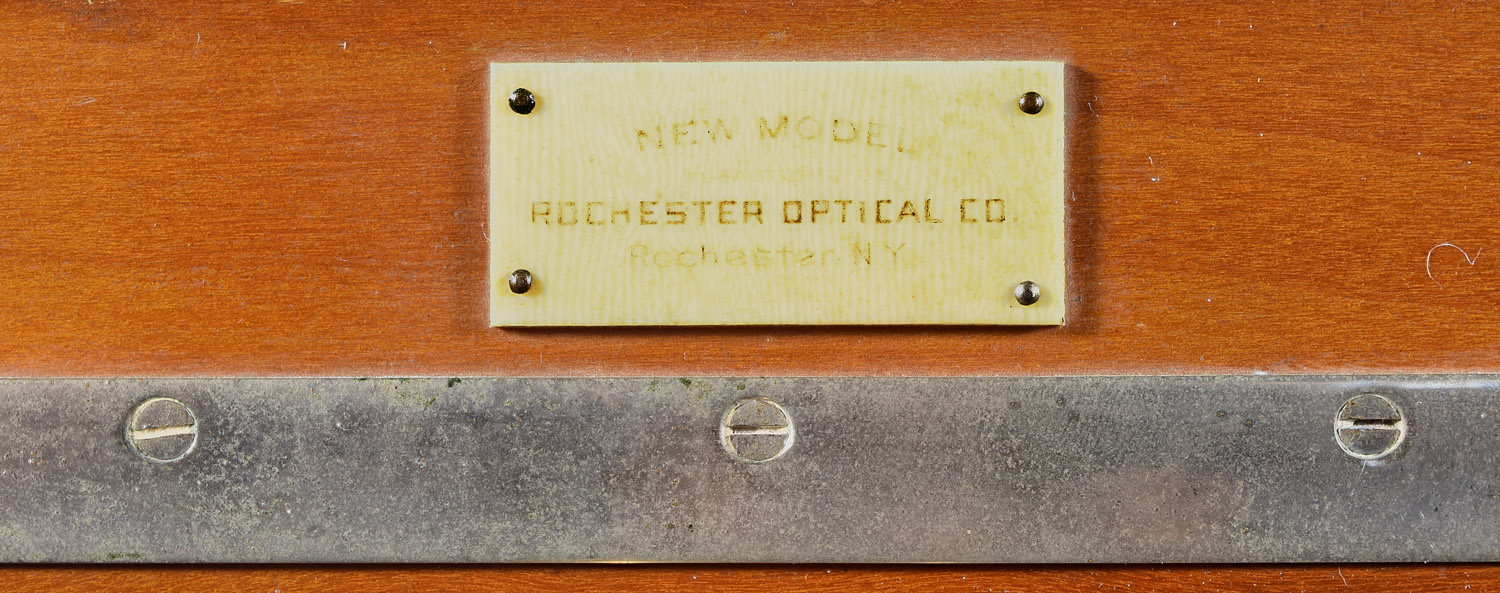 NEW MODEL
ROCHESTER OPTICAL CO.
Rochester N.Y.